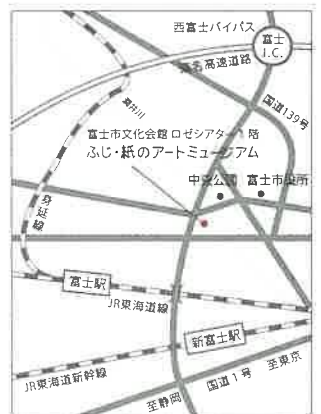 西富士バイパス
富士
I.C.
東名高速道路
国道139号
潤井川
富士市文化会館 ロゼシアター1階
ふじ・紙のアートミュージアム
中央公園
富士市役所
身延線
富士駅
JR東海道線
新富士駅
JR東海道新幹線
国道1号
至東京
至静岡